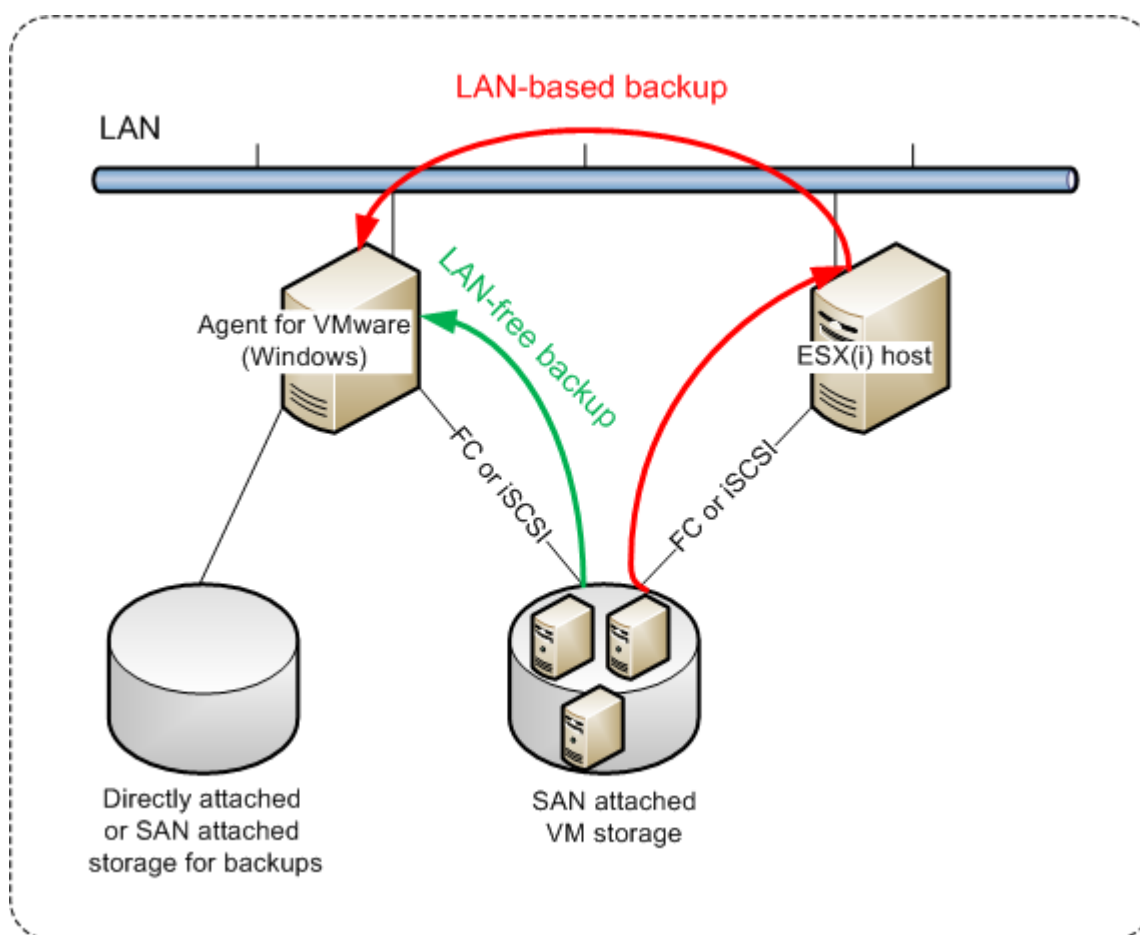 LAN-based backup
LAN
LAN-free backup
Agent for VMware
(Windows)
ESX(i) host
FC or iSCSI
FC or iSCSI
Directly attached
or SAN attached
storage for backups
SAN attached
VM storage